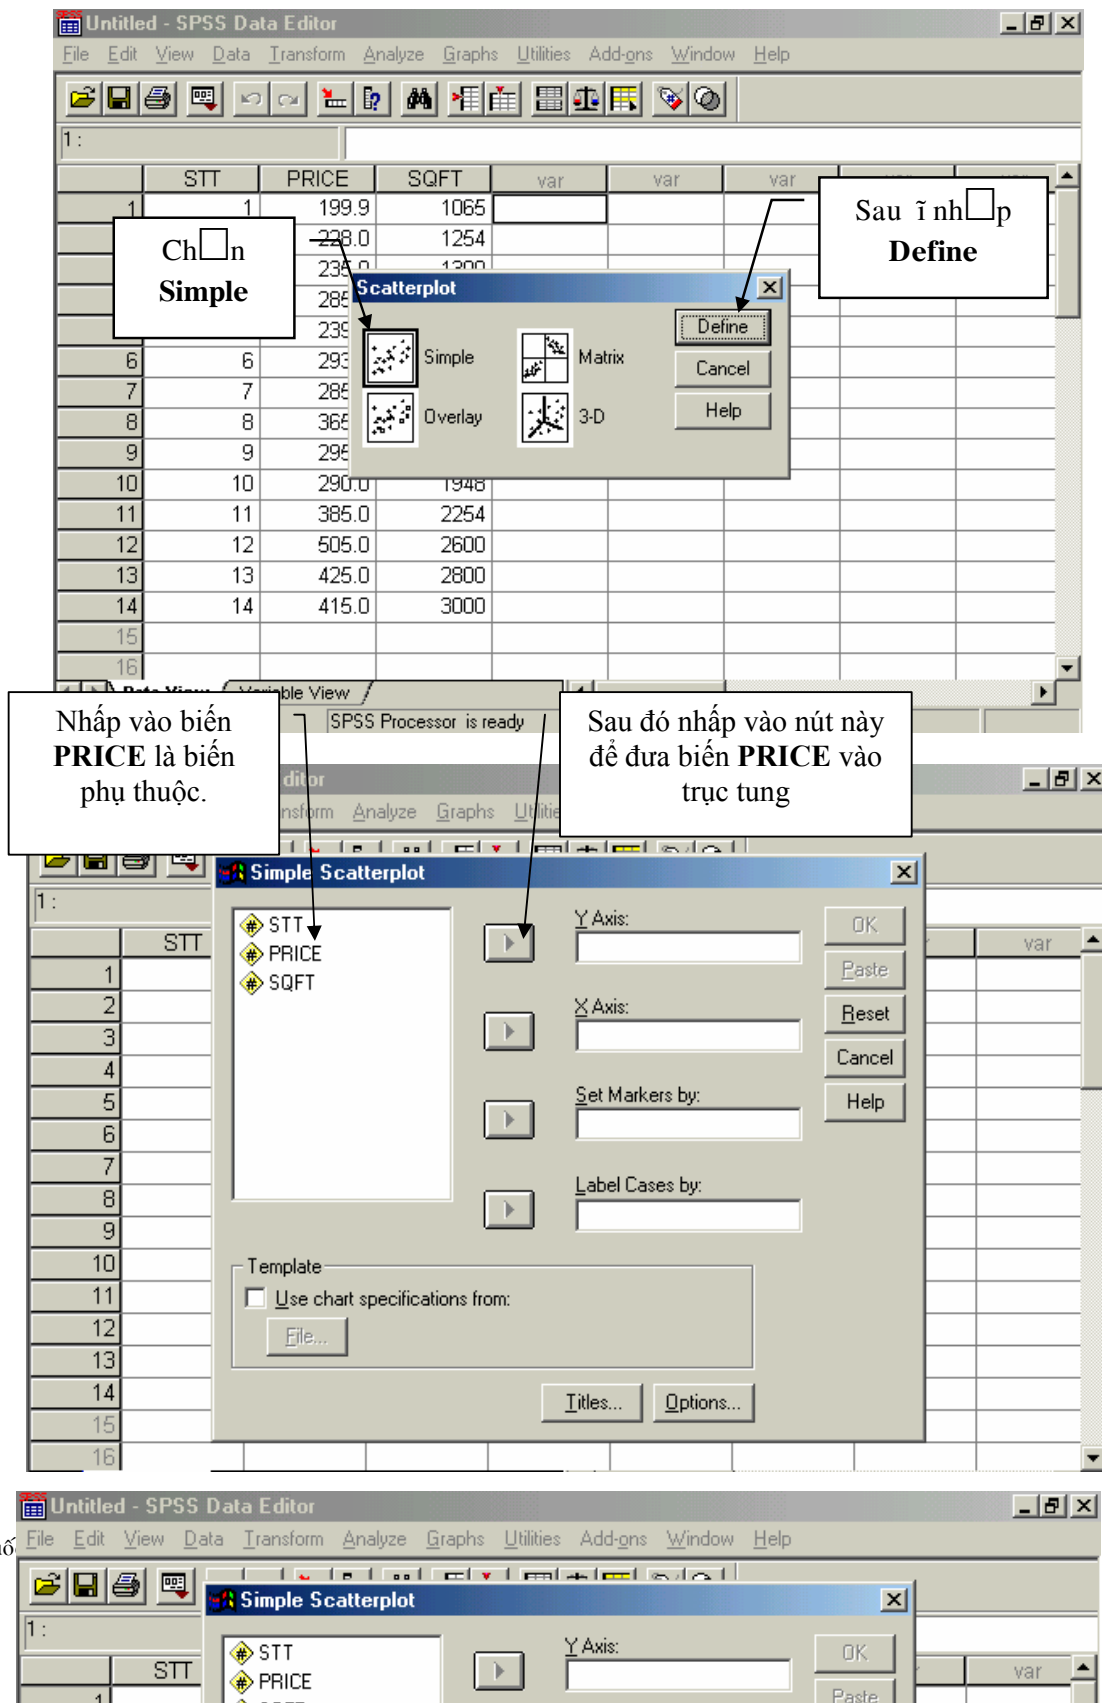 Untitled - SPSS Data Editor
File Edit View Data Transform Analyze Graphs Utilities Add-ons Window Help
1 :
STT PRICE SQFT var var var
1 1 199.9 1065
228.0 1254
Ch□n
Simple
Sau ĩ nh□p
Define
Scatterplot
Simple Matrix Define
Cancel
Overlay 3-D Help
6 6 293
7 7 285
8 8 365
9 9 295
10 10 290.0 1948
11 11 385.0 2254
12 12 505.0 2600
13 13 425.0 2800
14 14 415.0 3000
15
16
Variable View
SPSS Processor is ready
Nhấp vào biến
PRICE là biến
phụ thuộc.
Sau đó nhấp vào nút này
để đưa biến PRICE vào
trục tung
ditor
nsform Analyze Graphs
1 :
STT var
Simple Scatterplot
STT
PRICE
SQFT
Y Axis:
X Axis:
Set Markers by:
Label Cases by:
OK
Paste
Reset
Cancel
Help
Template
Use chart specifications from:
File...
Titles... Options...
1
2
3
4
5
6
7
8
9
10
11
12
13
14
15
16
Untitled - SPSS Data Editor
File Edit View Data Transform Analyze Graphs Utilities Add-ons Window Help
1 :
STT var
1
Simple Scatterplot
STT
PRICE
Y Axis:
OK
Paste